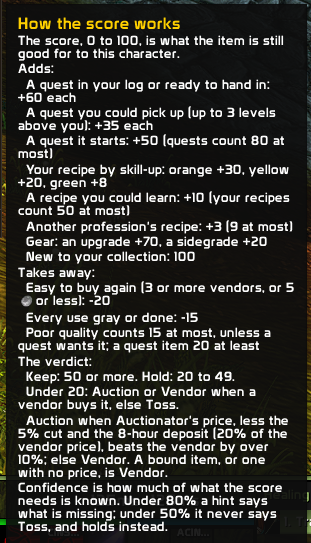 How the score works
The score, 0 to 100, is what the item is still
good for to this character.
Adds:
A quest in your log or ready to hand in:
+60 each
A quest you could pick up (up to 3 levels
above you): +35 each
A quest it starts: +50 (quests count 80 at
most)
Your recipe by skill-up: orange +30, yellow
+20, green +8
A recipe you could learn: +10 (your recipes
count 50 at most)
Another profession's recipe: +3 (9 at most)
Gear: an upgrade +70, a sidegrade +20
New to your collection: 100
Takes away:
Easy to buy again (3 or more vendors, or 5
or less): -20
Every use gray or done: -15
Poor quality counts 15 at most, unless a
quest wants it; a quest item 20 at least
The verdict:
Keep: 50 or more. Hold: 20 to 49.
Under 20: Auction or Vendor when a
vendor buys it, else Toss.
Auction when Auctionator's price, less the
5% cut and the 8-hour deposit (20% of the
vendor price), beats the vendor by over
10%; else Vendor. A bound item, or one
with no price, is Vendor.
Confidence is how much of what the score
needs is known. Under 80% a hint says
what is missing; under 50% it never says
Toss, and holds instead.